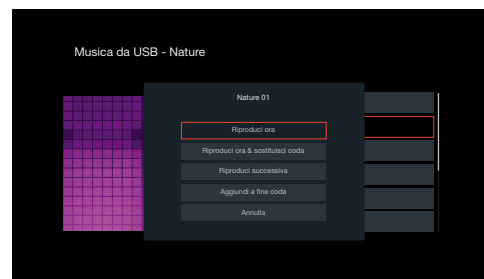 Musica da USB - Nature
Nature 01
Riproduci ora
Riproduci ora & sostituisci coda
Riproduci successiva
Aggiundi a fine coda
Annulla